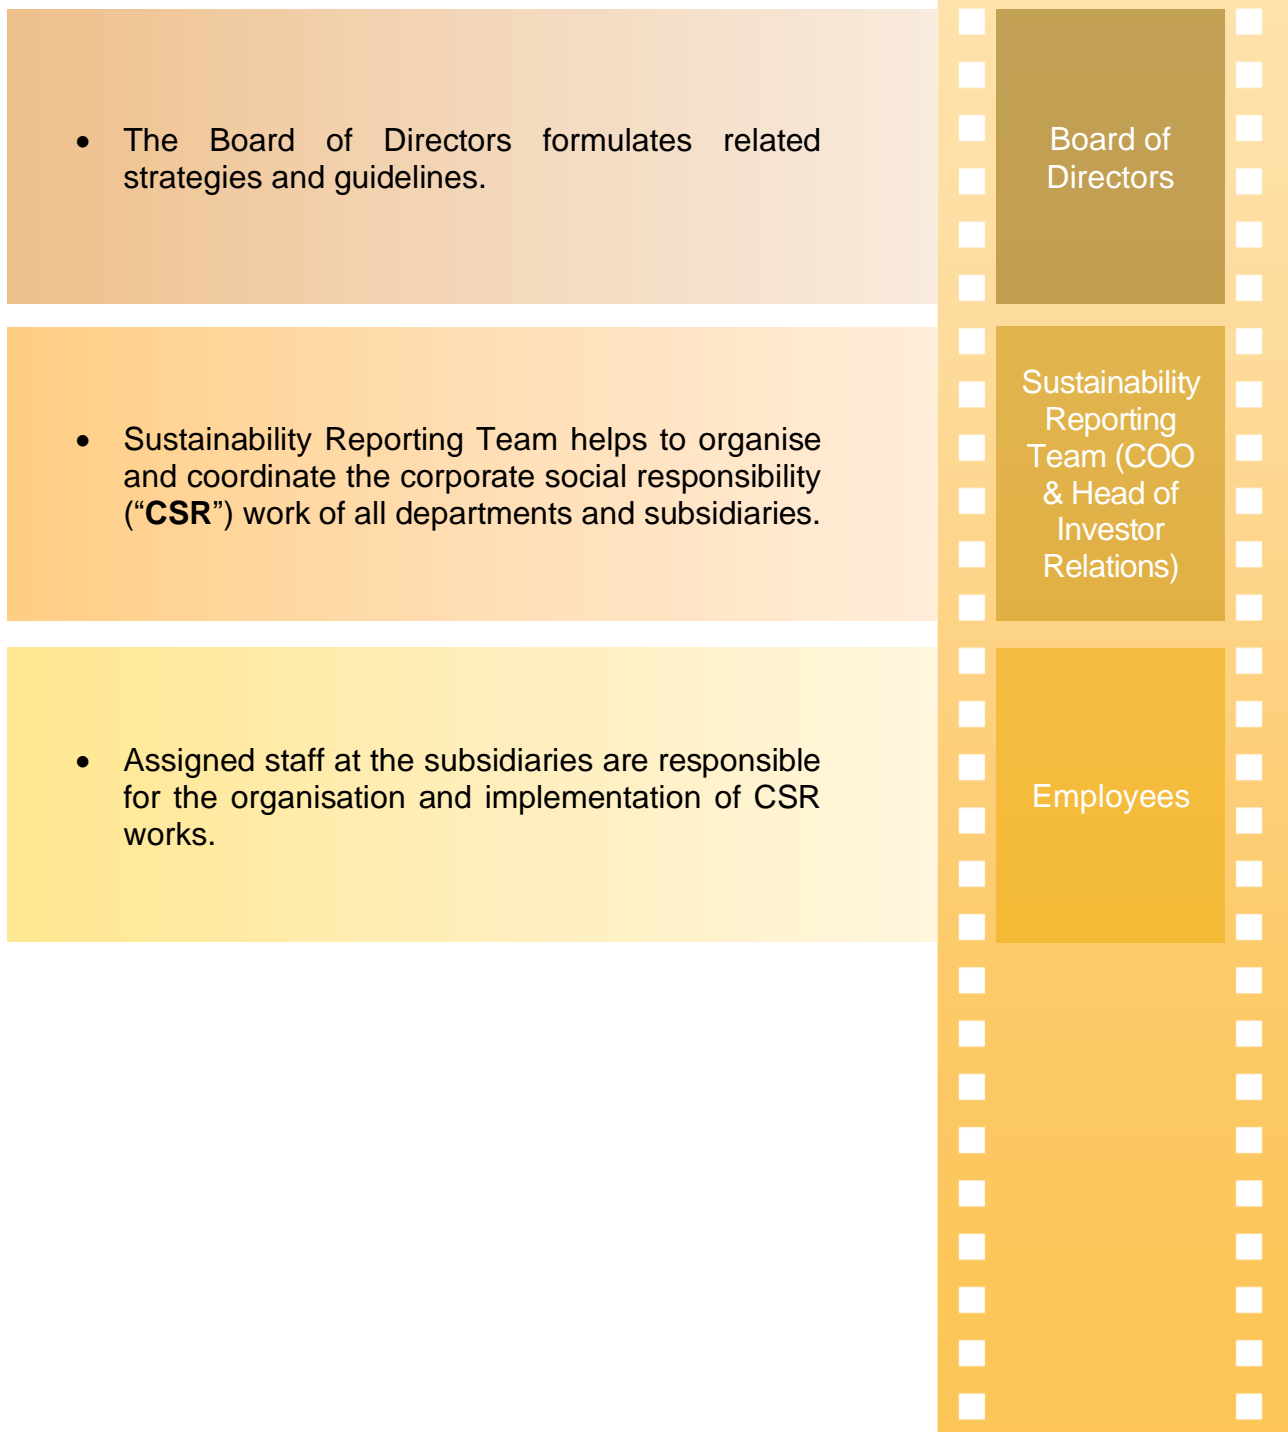 • The Board of Directors formulates related
strategies and guidelines.
Board of
Directors
• Sustainability Reporting Team helps to organise
and coordinate the corporate social responsibility
(“CSR”) work of all departments and subsidiaries.
Sustainability
Reporting
Team (COO
& Head of
Investor
Relations)
• Assigned staff at the subsidiaries are responsible
for the organisation and implementation of CSR
works.
Employees